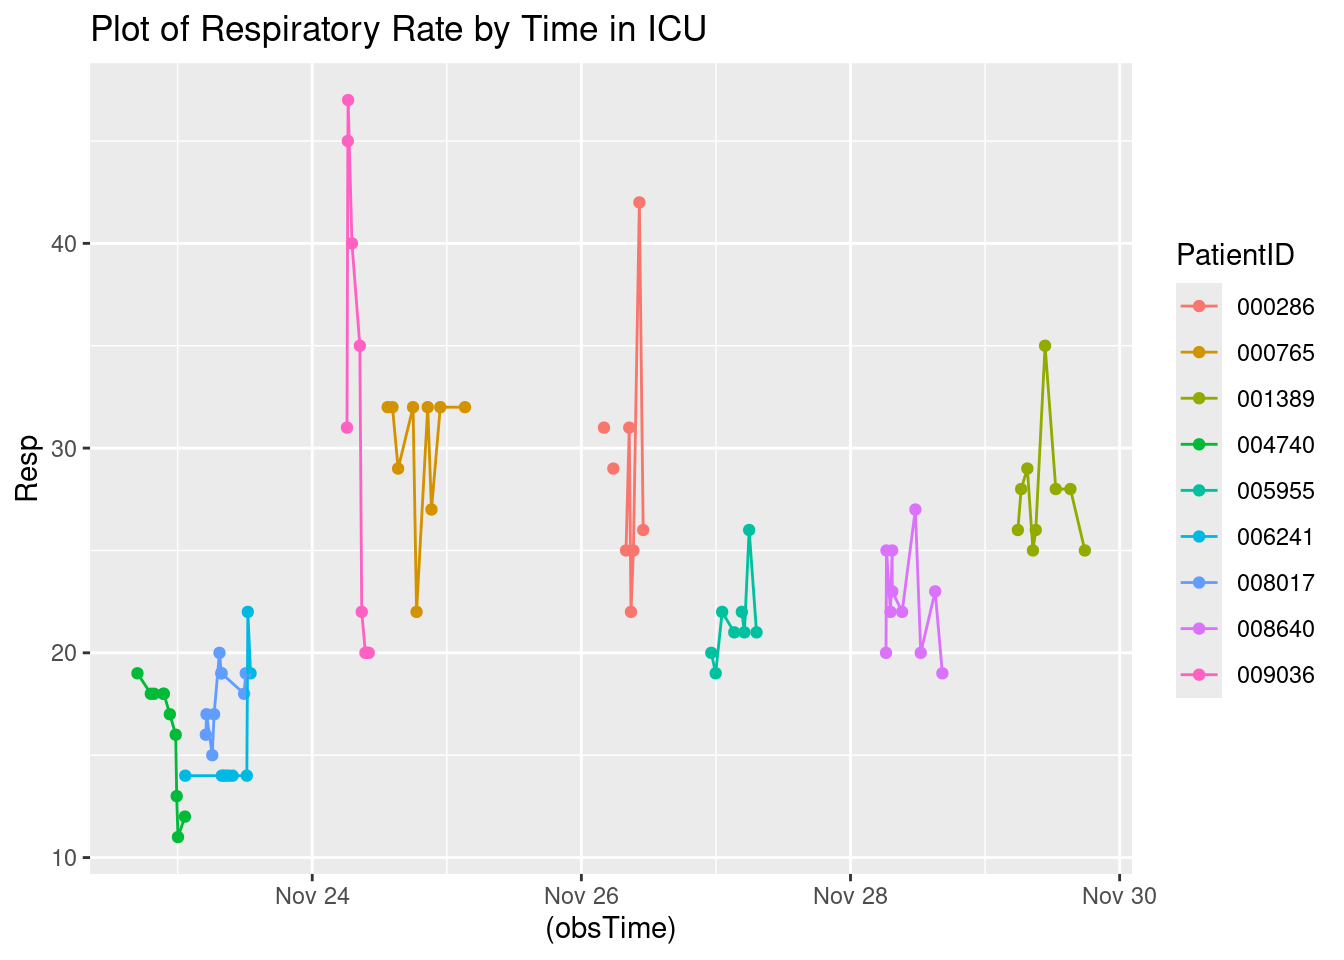 Plot of Respiratory Rate by Time in ICU
Resp
40
30
20
10
Nov 24
Nov 26
Nov 28
Nov 30
(obsTime)
PatientID
000286
000765
001389
004740
005955
006241
008017
008640
009036